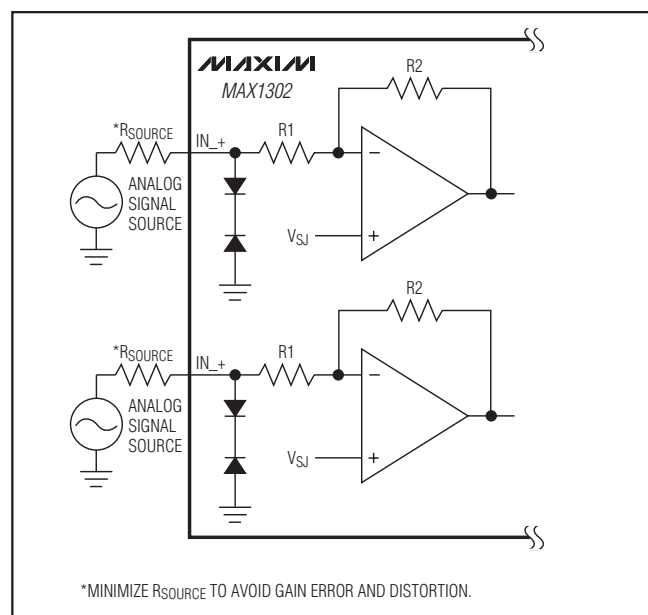 MAXIM
MAX1302
R2
*RSOURCE
IN_+
R1
−
ANALOG
SIGNAL
SOURCE
VSJ
+
R2
*RSOURCE
IN_+
R1
−
ANALOG
SIGNAL
SOURCE
VSJ
+
*MINIMIZE RSOURCE TO AVOID GAIN ERROR AND DISTORTION.